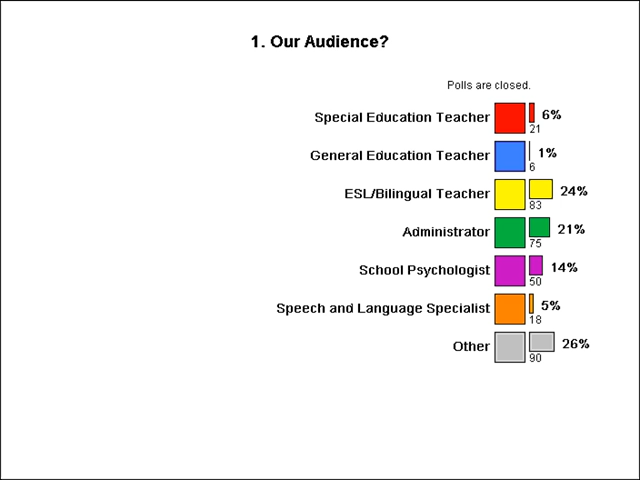 1. Our Audience?
Polls are closed.
Special Education Teacher 6%
21
General Education Teacher 1%
6
ESL/Bilingual Teacher 24%
83
Administrator 21%
75
School Psychologist 14%
50
Speech and Language Specialist 5%
18
Other 26%
90